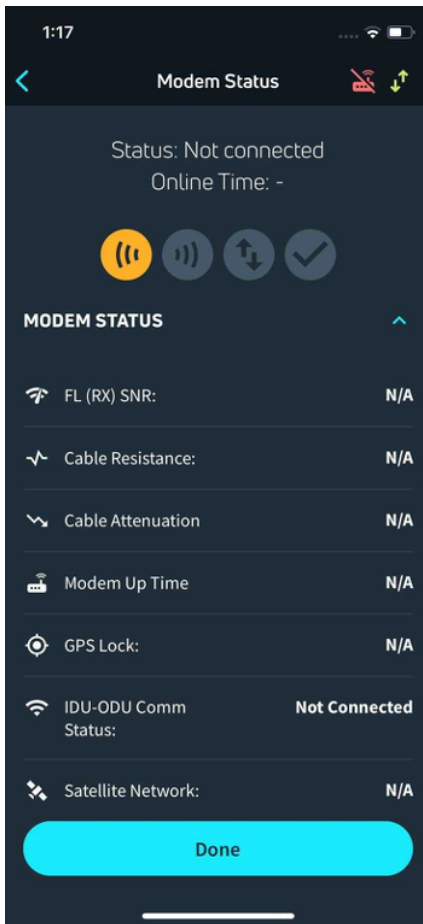 1:17
Modem Status
Status: Not connected
Online Time: -
MODEM STATUS
FL (RX) SNR: N/A
Cable Resistance: N/A
Cable Attenuation N/A
Modem Up Time N/A
GPS Lock: N/A
IDU-ODU Comm Not Connected
Status:
Satellite Network: N/A
Done